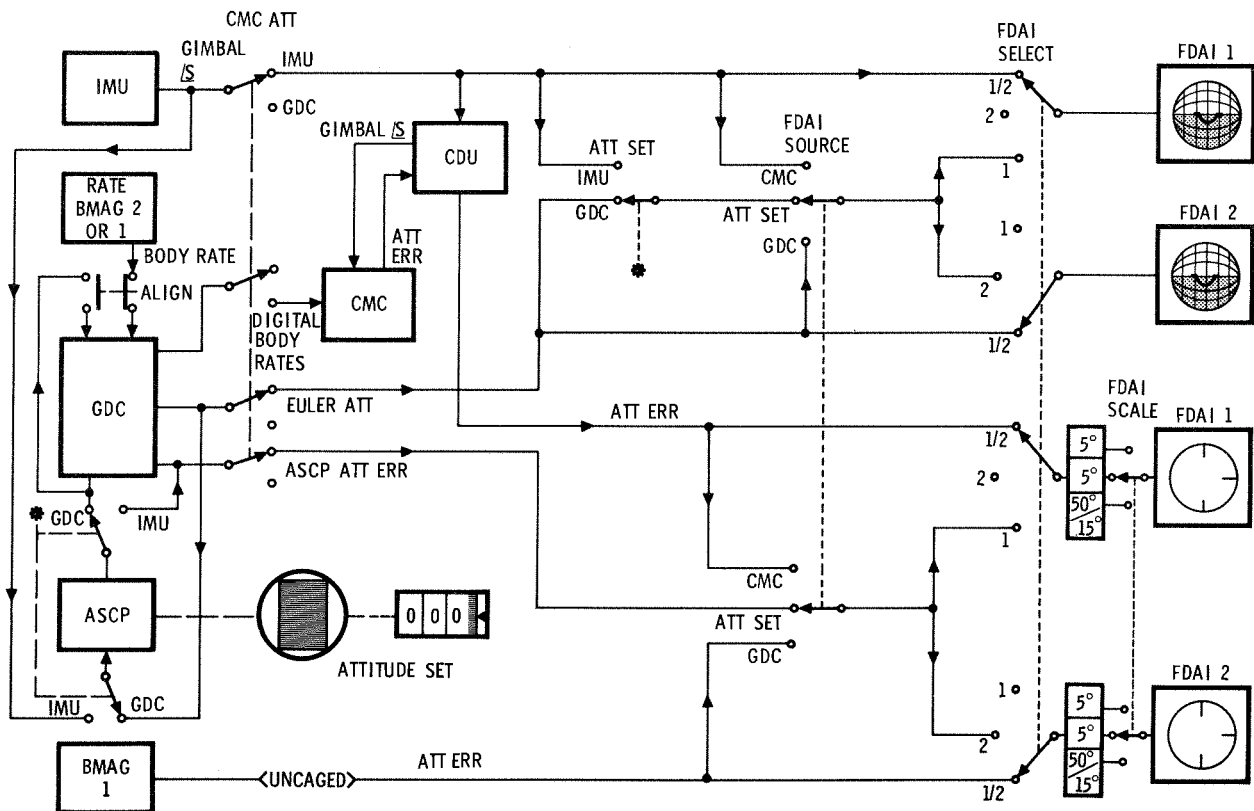 CMC ATT
GIMBAL
/S
IMU
IMU
GDC
GIMBAL /S
CDU
ATT SET
IMU
GDC
FDAI
SOURCE
CMC
ATT SET
GDC
FDAI
SELECT
1/2
2
1
1
2
1/2
FDAI 1
FDAI 2
RATE
BMAG 2
OR 1
BODY RATE
ALIGN
ATT
ERR
CMC
DIGITAL
BODY
RATES
GDC
EULER ATT
ASCP ATT ERR
ATT ERR
1/2
2
1
FDAI
SCALE
FDAI 1
5°
5°
50°
15°
GDC
IMU
ASCP
ATTITUDE SET
0 0 0
IMU
GDC
CMC
ATT SET
GDC
1
2
1/2
FDAI 2
5°
5°
50°
15°
BMAG
1
<UNCAGED>
ATT ERR